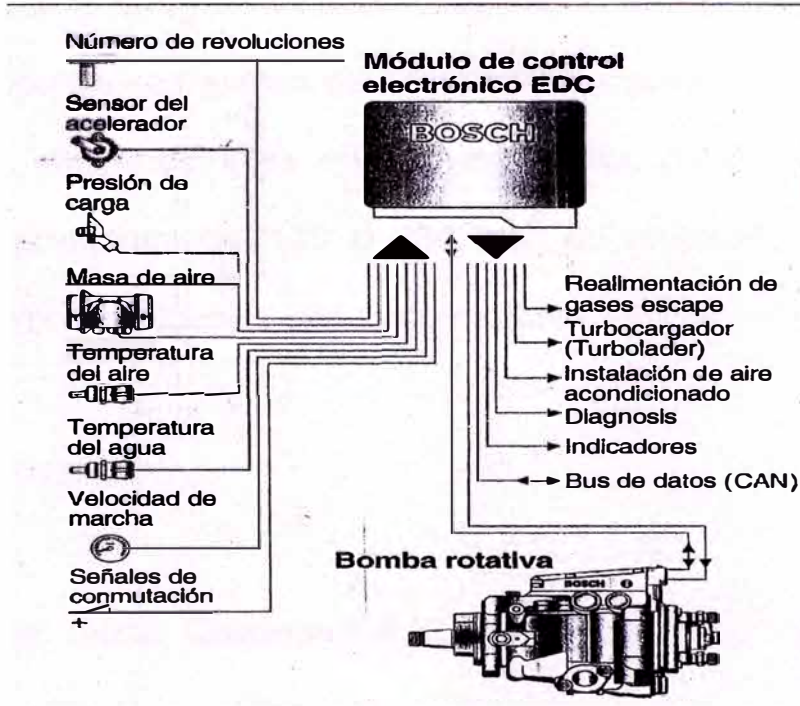 Número de revoluciones
Sensor del
acelerador
Presión de
carga
Masa de aire
Temperatura
del aire
Temperatura
del agua
Velocidad de
marcha
Señales de
conmutación
+
Módulo de control
electrónico EDC
BOSCH
Realimentación de
gases escape
Turbocargador
(Turbolader)
Instalación de aire
acondicionado
Diagnosis
Indicadores
Bus de datos (CAN)
Bomba rotativa
BOSCH